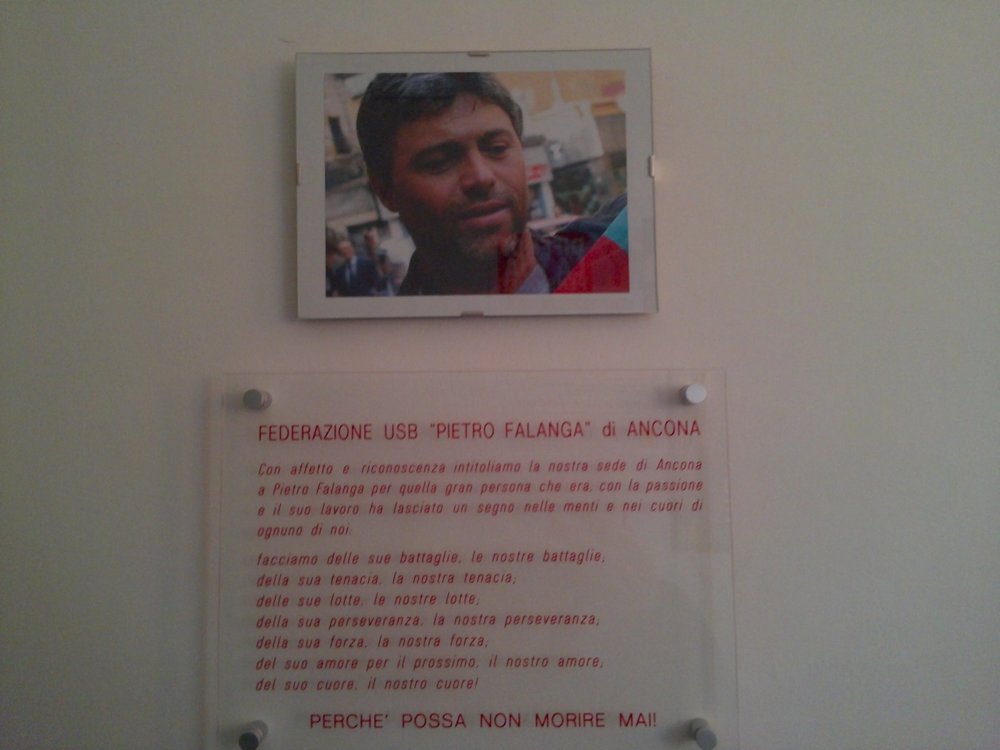 FEDERAZIONE USB "PIETRO FALANGA" di ANCONA
Con affetto e riconoscenza intitoliamo la nostra sede di Ancona
a Pietro Falanga per quella gran persona che era, con la passione
e il suo lavoro ha lasciato un segno nelle menti e nei cuori di
ognuno di noi:
facciamo delle sue battaglie, le nostre battaglie;
della sua tenacia, la nostra tenacia;
delle sue lotte, le nostre lotte;
della sua perseveranza, la nostra perseveranza;
della sua forza, la nostra forza;
del suo amore per il prossimo, il nostro amore;
del suo cuore, il nostro cuore!
PERCHE' POSSA NON MORIRE MAI!